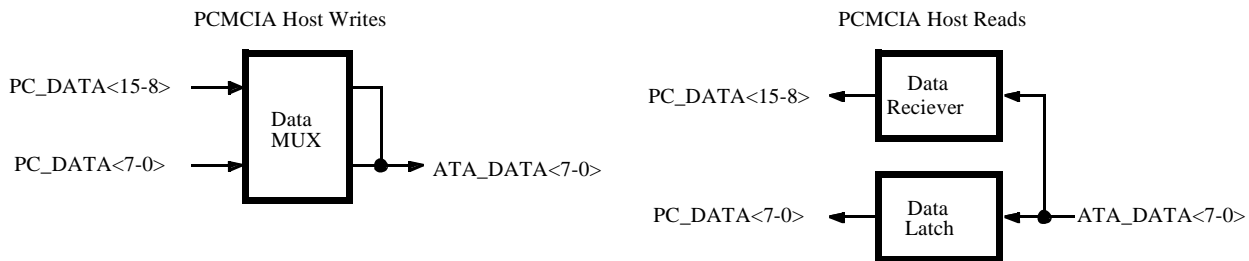 PCMCIA Host Writes
PC_DATA<15-8>
PC_DATA<7-0>
Data
MUX
ATA_DATA<7-0>
PCMCIA Host Reads
PC_DATA<15-8>
Data
Reciever
PC_DATA<7-0>
Data
Latch
ATA_DATA<7-0>